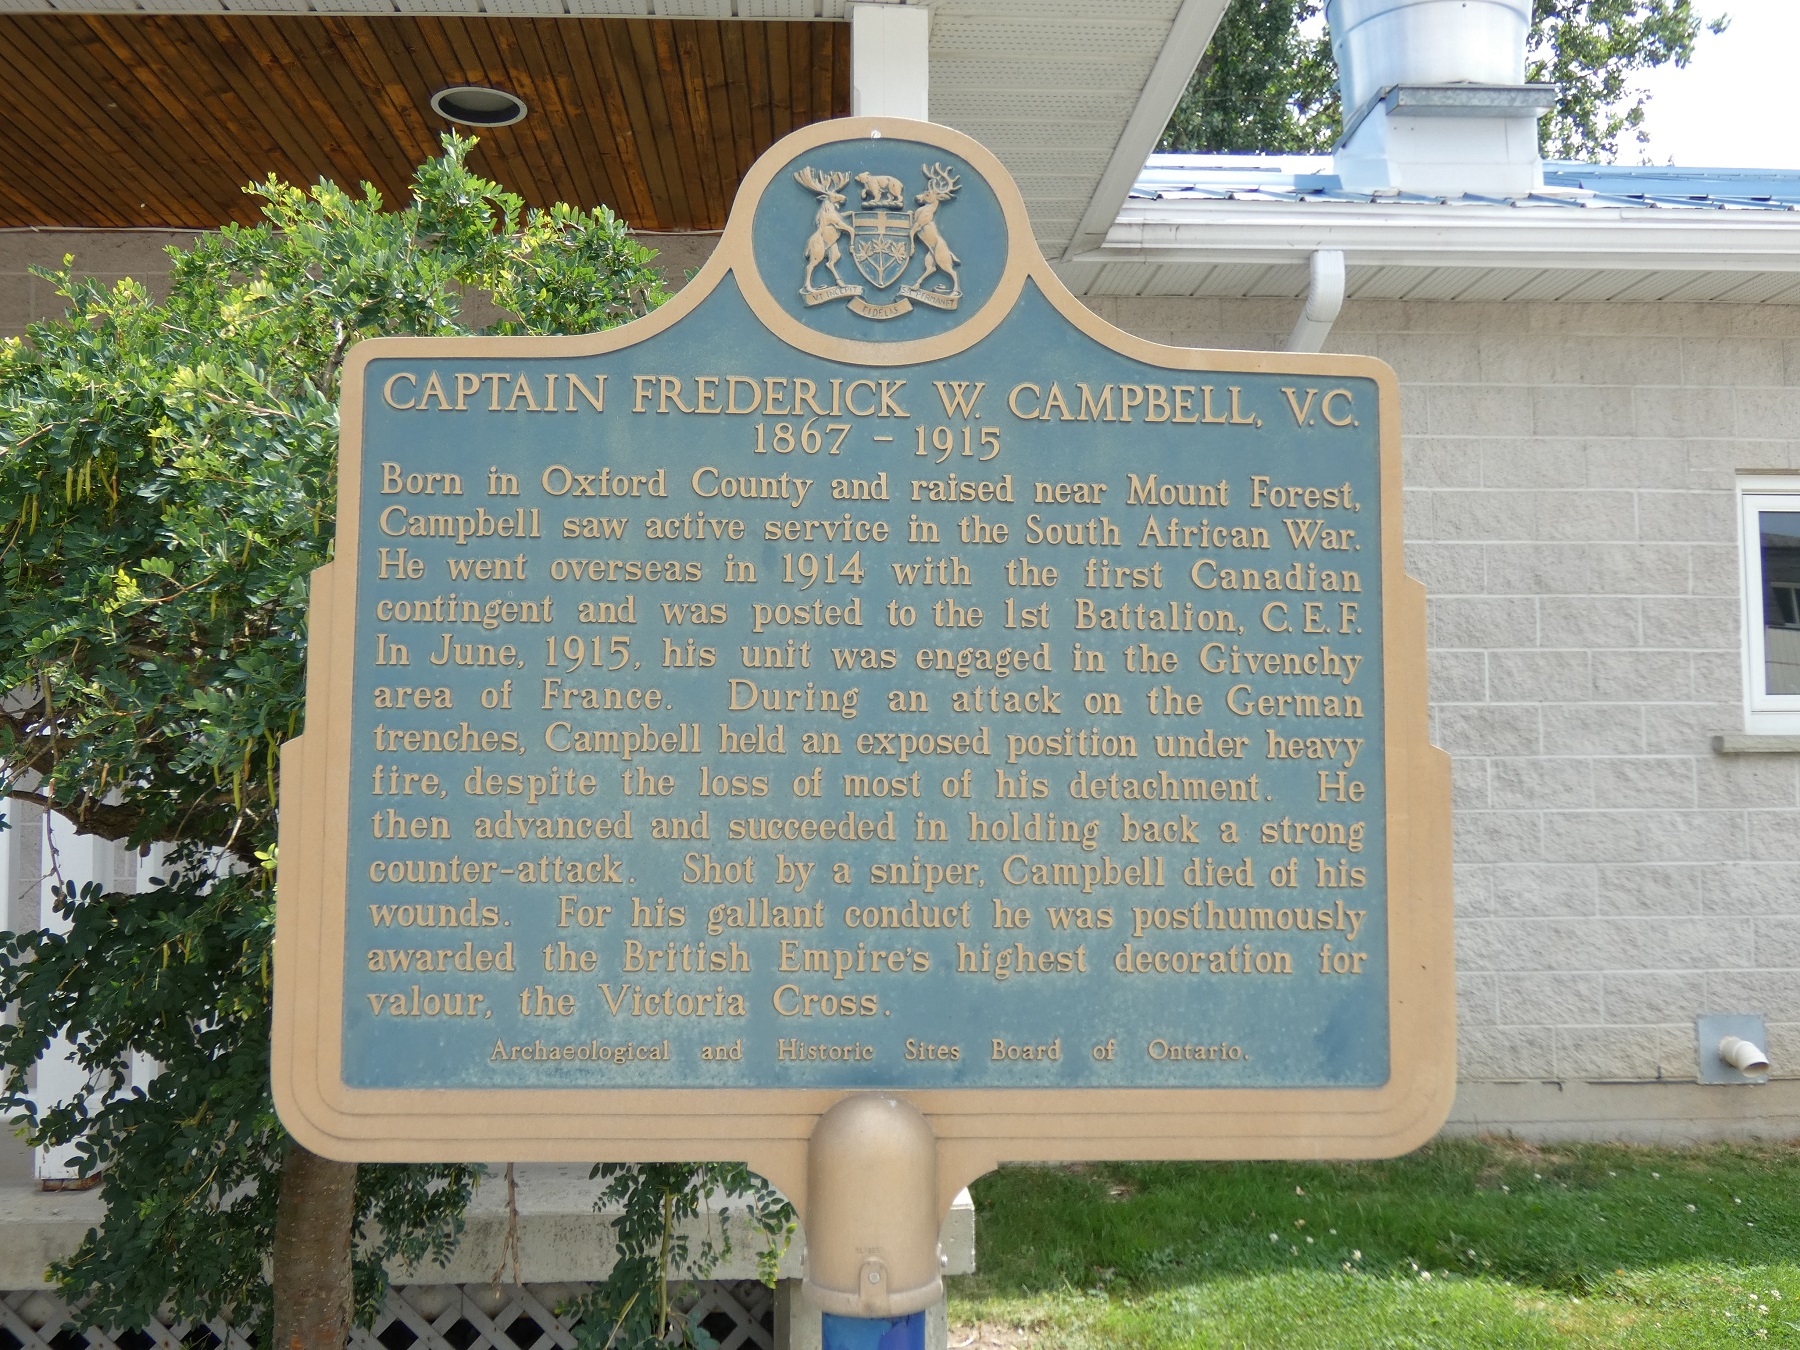 UT INCEPIT SIC PERMANET
FIDELIS
CAPTAIN FREDERICK W. CAMPBELL, V.C.
1867 - 1915
Born in Oxford County and raised near Mount Forest,
Campbell saw active service in the South African War.
He went overseas in 1914 with the first Canadian
contingent and was posted to the 1st Battalion, C.E.F.
In June, 1915, his unit was engaged in the Givenchy
area of France. During an attack on the German
trenches, Campbell held an exposed position under heavy
fire, despite the loss of most of his detachment. He
then advanced and succeeded in holding back a strong
counter-attack. Shot by a sniper, Campbell died of his
wounds. For his gallant conduct he was posthumously
awarded the British Empire's highest decoration for
valour, the Victoria Cross.
Archaeological and Historic Sites Board of Ontario.